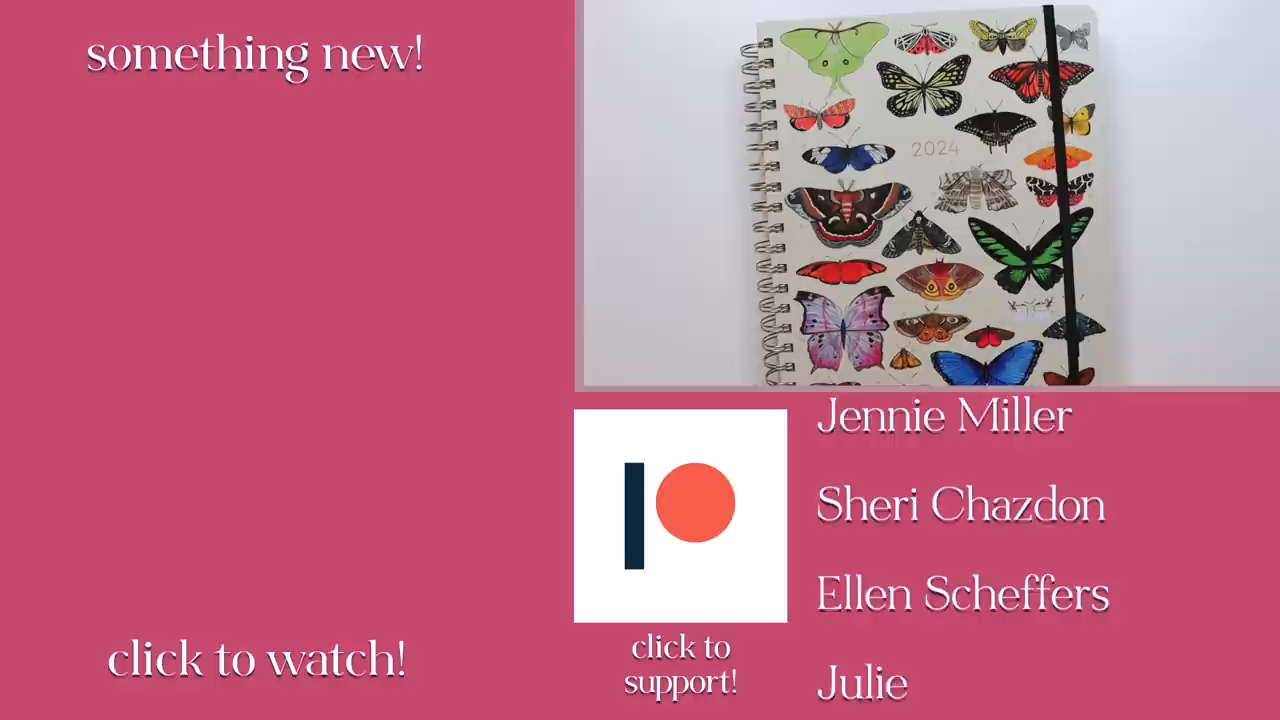 something new!
2024
Jennie Miller
Sheri Chazdon
Ellen Scheffers
Julie
click to watch!
click to
support!